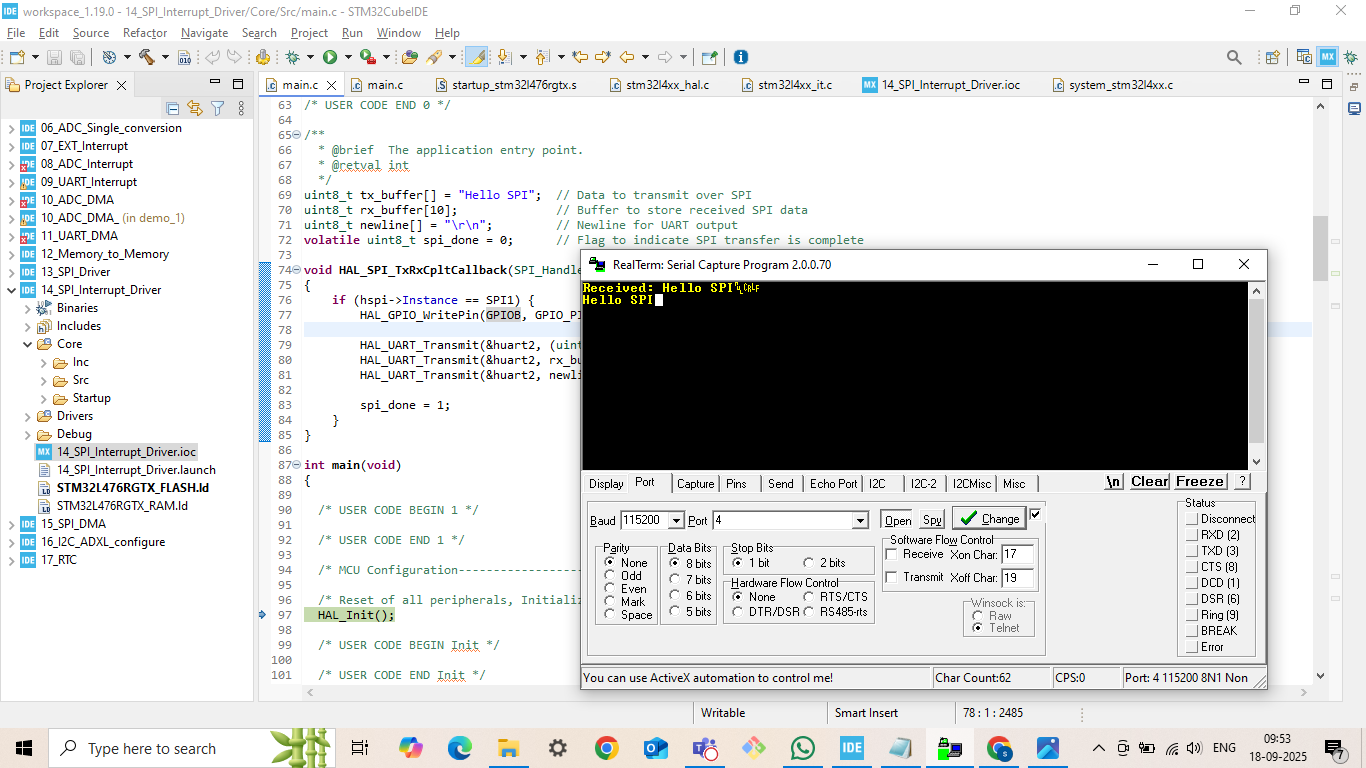 workspace_1.19.0 - 14_SPI_Interrupt_Driver/Core/Src/main.c - STM32CubeIDE
File Edit Source Refactor Navigate Search Project Run Window Help
Project Explorer
main.c
main.c
startup_stm32l476rgtx.s
stm32l4xx_hal.c
stm32l4xx_it.c
14_SPI_Interrupt_Driver.ioc
system_stm32l4xx.c
06_ADC_Single_conversion
07_EXT_Interrupt
08_ADC_Interrupt
09_UART_Interrupt
10_ADC_DMA
10_ADC_DMA_ (in demo_1)
11_UART_DMA
12_Memory_to_Memory
13_SPI_Driver
14_SPI_Interrupt_Driver
Binaries
Includes
Core
Inc
Src
Startup
Drivers
Debug
14_SPI_Interrupt_Driver.ioc
14_SPI_Interrupt_Driver.launch
STM32L476RGTX_FLASH.ld
STM32L476RGTX_RAM.ld
15_SPI_DMA
16_I2C_ADXL_configure
17_RTC
63 /* USER CODE END 0 */
64
65 /**
66 * @brief The application entry point.
67 * @retval int
68 */
69 uint8_t tx_buffer[] = "Hello SPI"; // Data to transmit over SPI
70 uint8_t rx_buffer[10]; // Buffer to store received SPI data
71 uint8_t newline[] = "\r\n"; // Newline for UART output
72 volatile uint8_t spi_done = 0; // Flag to indicate SPI transfer is complete
73
74 void HAL_SPI_TxRxCpltCallback(SPI_Handle
75 {
76 if (hspi->Instance == SPI1) {
77 HAL_GPIO_WritePin(GPIOB, GPIO_PI
78
79 HAL_UART_Transmit(&huart2, (uint
80 HAL_UART_Transmit(&huart2, rx_bu
81 HAL_UART_Transmit(&huart2, newli
82
83 spi_done = 1;
84 }
85 }
86
87 int main(void)
88 {
89
90 /* USER CODE BEGIN 1 */
91
92 /* USER CODE END 1 */
93
94 /* MCU Configuration------------------
95
96 /* Reset of all peripherals, Initializ
97 HAL_Init();
98
99 /* USER CODE BEGIN Init */
100
101 /* USER CODE END Init */
RealTerm: Serial Capture Program 2.0.0.70
Received: Hello SPI
Hello SPI
Display Port Capture Pins Send Echo Port I2C I2C-2 I2CMisc Misc \n Clear Freeze ?
Baud 115200 Port 4 Open Spy Change
Parity
None
Odd
Even
Mark
Space
Data Bits
8 bits
7 bits
6 bits
5 bits
Stop Bits
1 bit 2 bits
Hardware Flow Control
None RTS/CTS
DTR/DSR RS485-rts
Software Flow Control
Receive Xon Char: 17
Transmit Xoff Char: 19
Winsock is:
Raw
Telnet
Status
Disconnect
RXD (2)
TXD (3)
CTS (8)
DCD (1)
DSR (6)
Ring (9)
BREAK
Error
You can use ActiveX automation to control me! Char Count:62 CPS:0 Port: 4 115200 8N1 Non
Writable Smart Insert 78 : 1 : 2485
Type here to search
IDE
ENG
09:53
18-09-2025
7